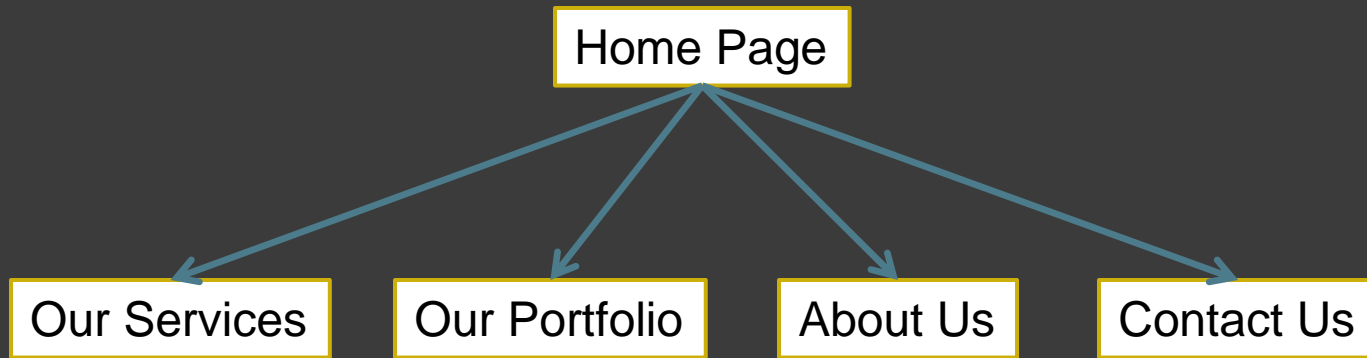 Home Page
Our Services
Our Portfolio
About Us
Contact Us